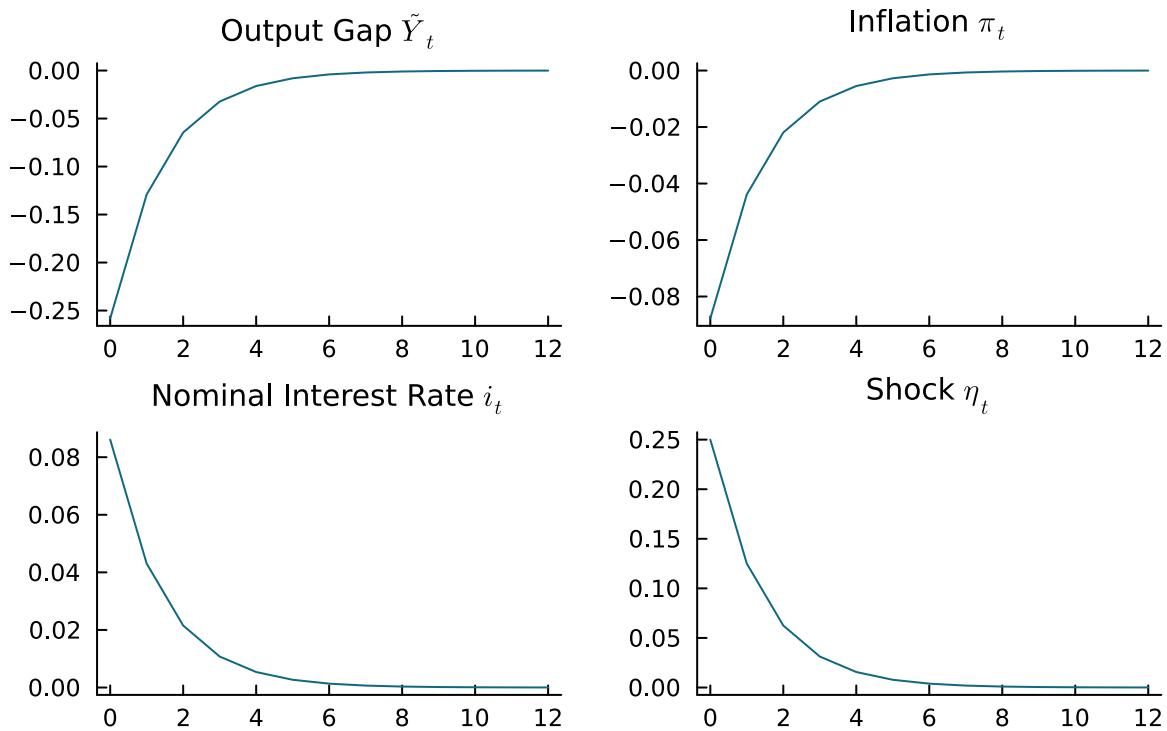 Output Gap Ỹ_t
0.00
−0.05
−0.10
−0.15
−0.20
−0.25
0 2 4 6 8 10 12
Inflation π_t
0.00
−0.02
−0.04
−0.06
−0.08
0 2 4 6 8 10 12
Nominal Interest Rate i_t
0.08
0.06
0.04
0.02
0.00
0 2 4 6 8 10 12
Shock η_t
0.25
0.20
0.15
0.10
0.05
0.00
0 2 4 6 8 10 12